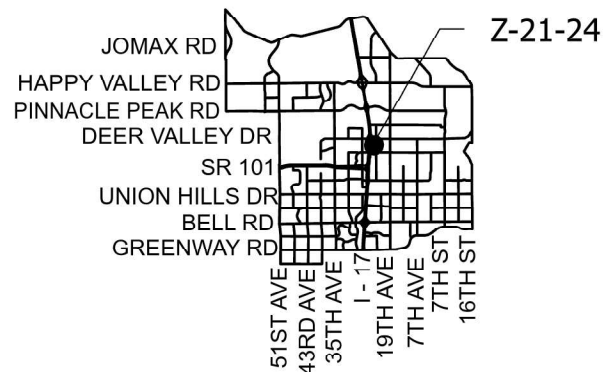 Z-21-24
JOMAX RD
HAPPY VALLEY RD
PINNACLE PEAK RD
DEER VALLEY DR
SR 101
UNION HILLS DR
BELL RD
GREENWAY RD
51ST AVE
43RD AVE
35TH AVE
I - 17
19TH AVE
7TH AVE
7TH ST
16TH ST